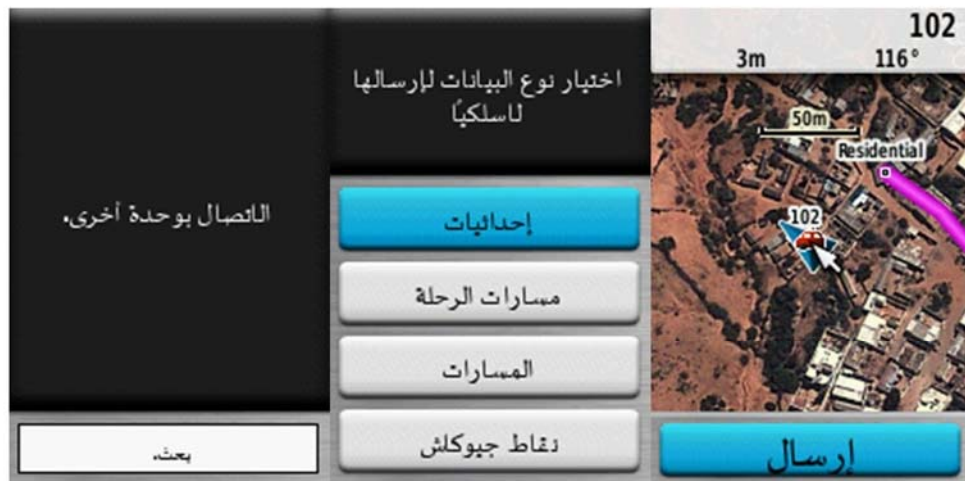 الاتصال بوحدة أخرى.
بحث.
اختيار نوع البيانات لإرسالها
لاسلكيًا
إحداثيات
مسارات الرحلة
المسارات
نقاط جيوكاش
102
3m
116°
50m
Residential
102
إرسال